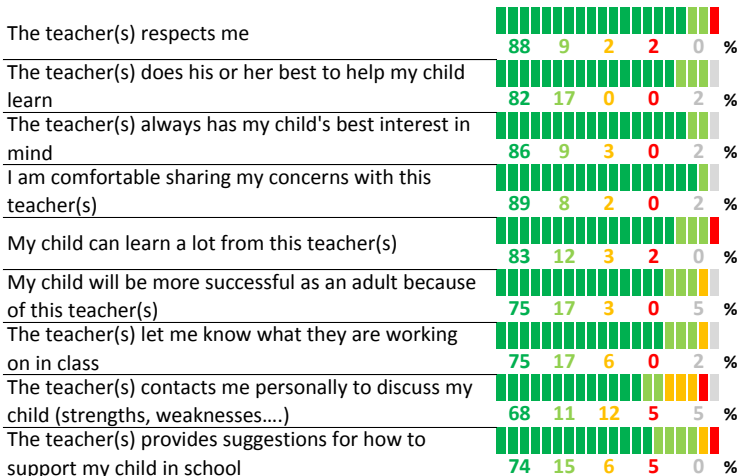 The teacher(s) respects me
88 9 2 2 0 %
The teacher(s) does his or her best to help my child
learn
82 17 0 0 2 %
The teacher(s) always has my child's best interest in
mind
86 9 3 0 2 %
I am comfortable sharing my concerns with this
teacher(s)
89 8 2 0 2 %
My child can learn a lot from this teacher(s)
83 12 3 2 0 %
My child will be more successful as an adult because
of this teacher(s)
75 17 3 0 5 %
The teacher(s) let me know what they are working
on in class
75 17 6 0 2 %
The teacher(s) contacts me personally to discuss my
child (strengths, weaknesses....)
68 11 12 5 5 %
The teacher(s) provides suggestions for how to
support my child in school
74 15 6 5 0 %